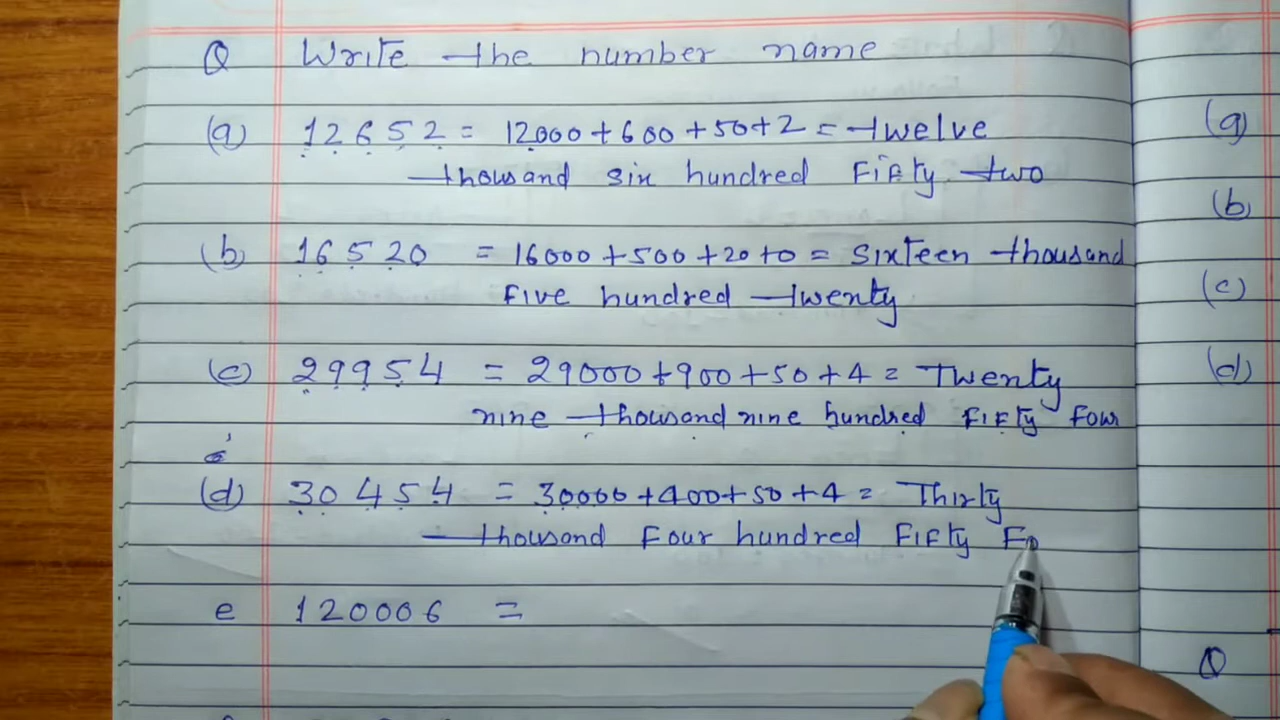 Q Write the number name
(a) 12652 = 12000+600+50+2 = twelve
thousand six hundred Fifty two
(b) 16520 = 16000+500+20+0 = Sixteen thousand
Five hundred twenty
(c) 29954 = 29000+900+50+4 = Twenty
nine thousand nine hundred Fifty Four
(d) 30454 = 30000+400+50+4 = Thirty
thousand Four hundred Fifty Fo
e 120006 =
(g)
(b)
(c)
(d)
Q